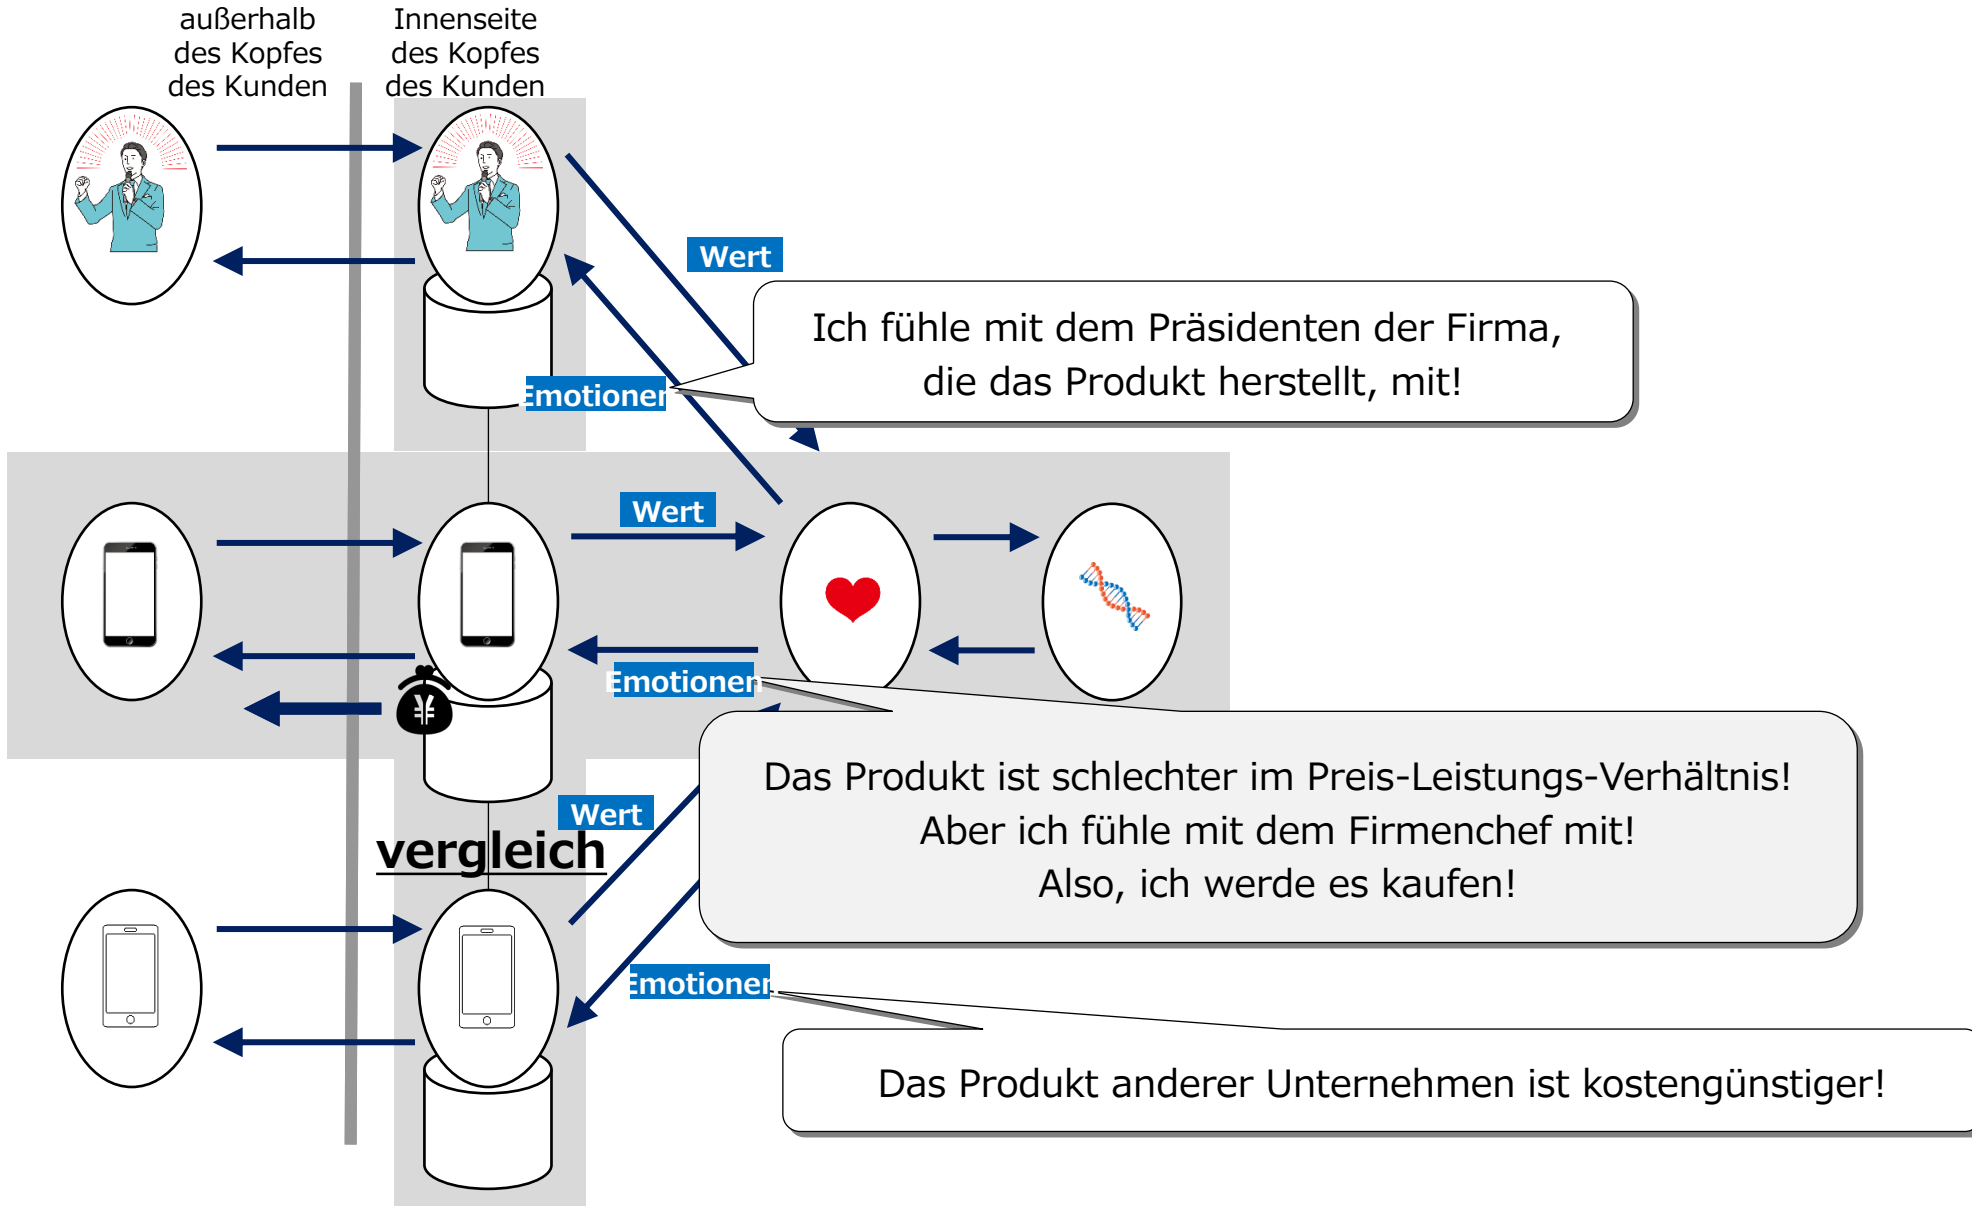 außerhalb
des Kopfes
des Kunden
Innenseite
des Kopfes
des Kunden
Wert
Ich fühle mit dem Präsidenten der Firma,
die das Produkt herstellt, mit!
Emotionen
Wert
Emotionen
¥
Das Produkt ist schlechter im Preis-Leistungs-Verhältnis!
Aber ich fühle mit dem Firmenchef mit!
Also, ich werde es kaufen!
Wert
vergleich
Emotionen
Das Produkt anderer Unternehmen ist kostengünstiger!